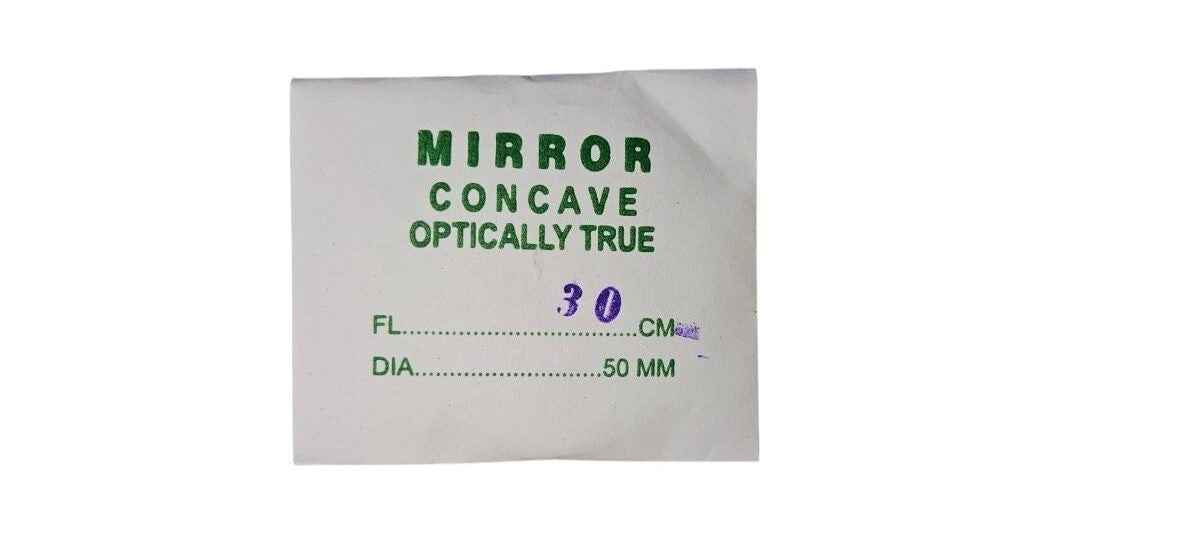 MIRROR
CONCAVE
OPTICALLY TRUE
30
FL..................................CM
DIA...........................50 MM